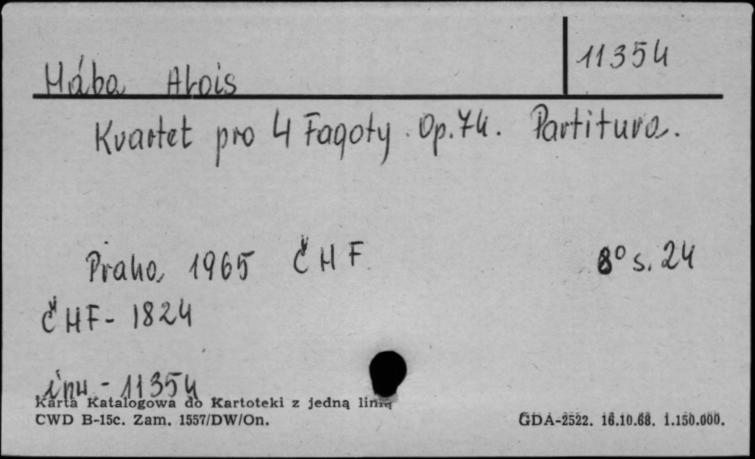 Hába Alois
11354
Kvartet pro 4 Fagoty. Op. 74. Partitura.
Praha, 1965 ČHF 8° s. 24
ČHF - 1824
inw - 11354
Karta Katalogowa do Kartoteki z jedną linią
CWD B-15c. Zam. 1557/DW/On. GDA-2522. 16.10.68. 1.150.000.